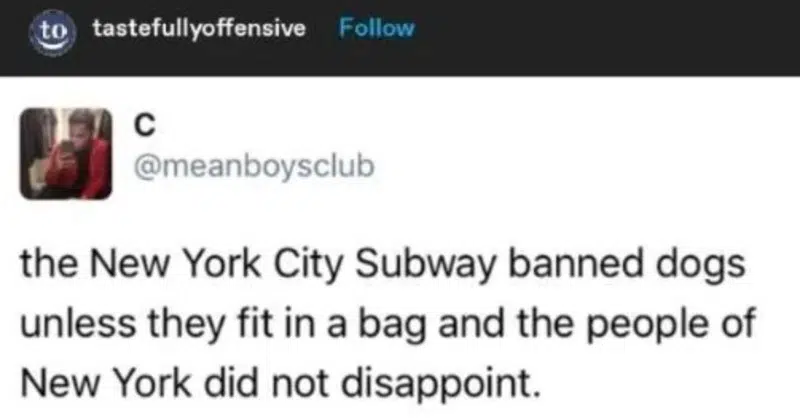 to tastefullyoffensive Follow
C
@meanboysclub
the New York City Subway banned dogs
unless they fit in a bag and the people of
New York did not disappoint.